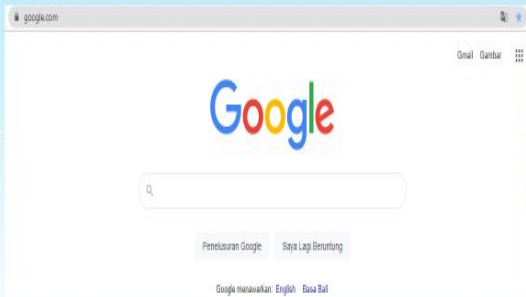 google.com
Gmail Gambar
Google
Penelusuran Google Saya Lagi Beruntung
Google menawarkan: English Basa Bali